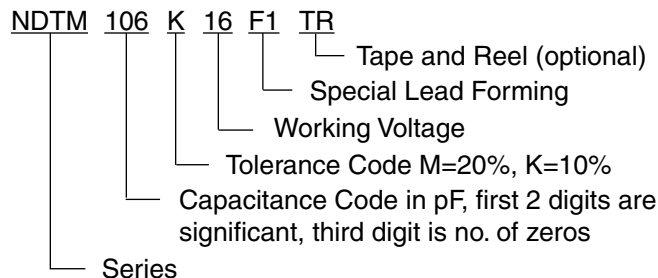 NDTM 106 K 16 F1 TR
Tape and Reel (optional)
Special Lead Forming
Working Voltage
Tolerance Code M=20%, K=10%
Capacitance Code in pF, first 2 digits are
significant, third digit is no. of zeros
Series